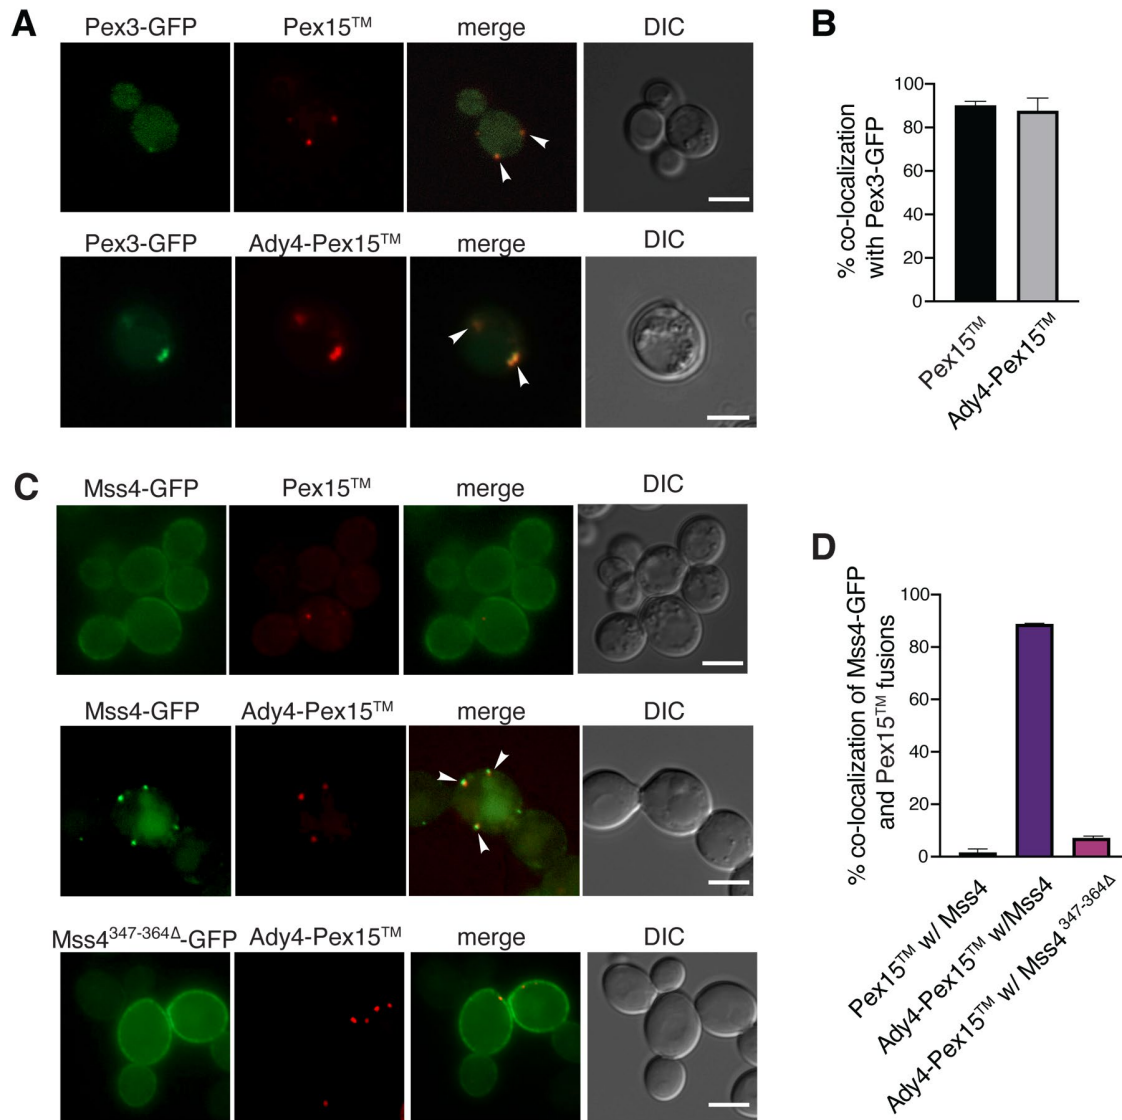 A
Pex3-GFP Pex15TM merge DIC
Pex3-GFP Ady4-Pex15TM merge DIC
B
% co-localization
with Pex3-GFP
100
80
60
40
20
0
Pex15TM
Ady4-Pex15TM
C
Mss4-GFP Pex15TM merge DIC
Mss4-GFP Ady4-Pex15TM merge DIC
Mss4347-364Δ-GFP Ady4-Pex15TM merge DIC
D
% co-localization of Mss4-GFP
and Pex15TM fusions
100
80
60
40
20
0
Pex15TM w/ Mss4
Ady4-Pex15TM w/Mss4
Ady4-Pex15TM w/ Mss4 347-364Δ